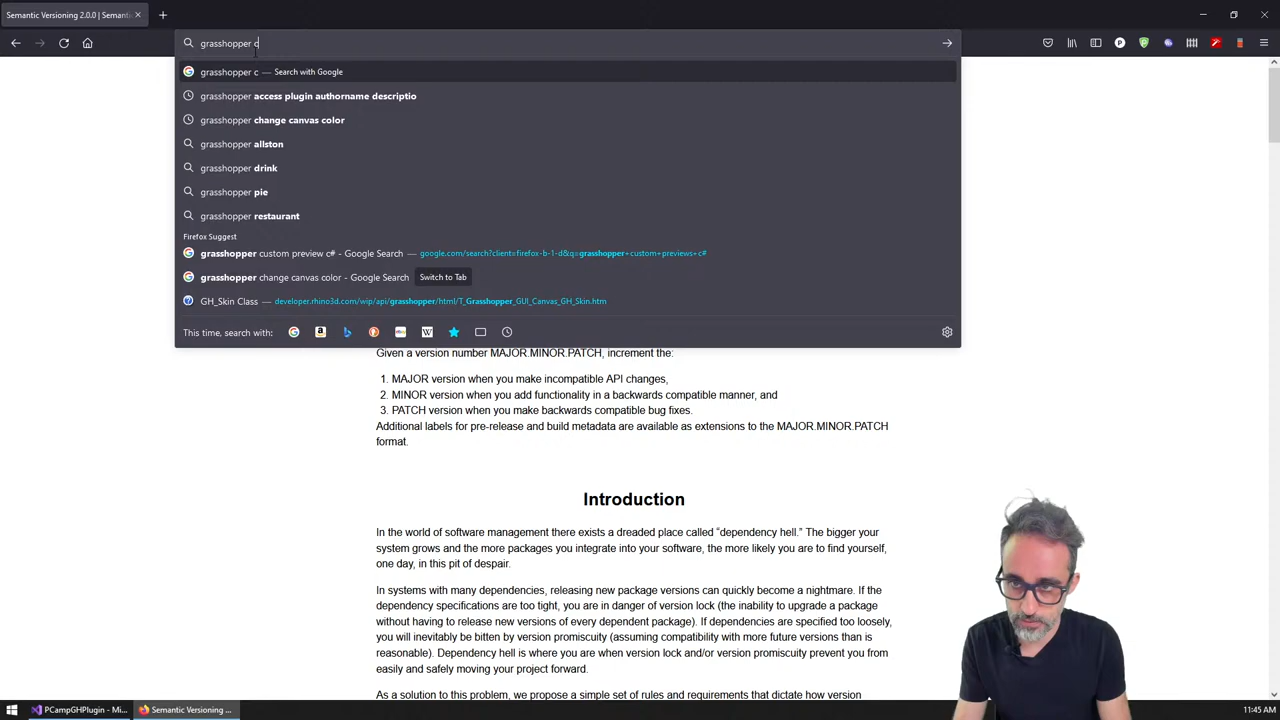 Semantic Versioning 2.0.0 | Semanti
grasshopper c
grasshopper c — Search with Google
grasshopper access plugin authorname descriptio
grasshopper change canvas color
grasshopper allston
grasshopper drink
grasshopper pie
grasshopper restaurant
Firefox Suggest
grasshopper custom preview c# - Google Search — google.com/search?client=firefox-b-1-d&q=grasshopper+custom+previews+c#
grasshopper change canvas color - Google Search Switch to Tab
GH_Skin Class — developer.rhino3d.com/wip/api/grasshopper/html/T_Grasshopper_GUI_Canvas_GH_Skin.htm
This time, search with:
Given a version number MAJOR.MINOR.PATCH, increment the:
1. MAJOR version when you make incompatible API changes,
2. MINOR version when you add functionality in a backwards compatible manner, and
3. PATCH version when you make backwards compatible bug fixes.
Additional labels for pre-release and build metadata are available as extensions to the MAJOR.MINOR.PATCH
format.
Introduction
In the world of software management there exists a dreaded place called “dependency hell.” The bigger your
system grows and the more packages you integrate into your software, the more likely you are to find yourself,
one day, in this pit of despair.
In systems with many dependencies, releasing new package versions can quickly become a nightmare. If the
dependency specifications are too tight, you are in danger of version lock (the inability to upgrade a package
without having to release new versions of every dependent package). If dependencies are specified too loosely,
you will inevitably be bitten by version promiscuity (assuming compatibility with more future versions than is
reasonable). Dependency hell is where you are when version lock and/or version promiscuity prevent you from
easily and safely moving your project forward.
As a solution to this problem, we propose a simple set of rules and requirements that dictate how version
PCampGHPlugin - Mi...
Semantic Versioning ...
11:45 AM